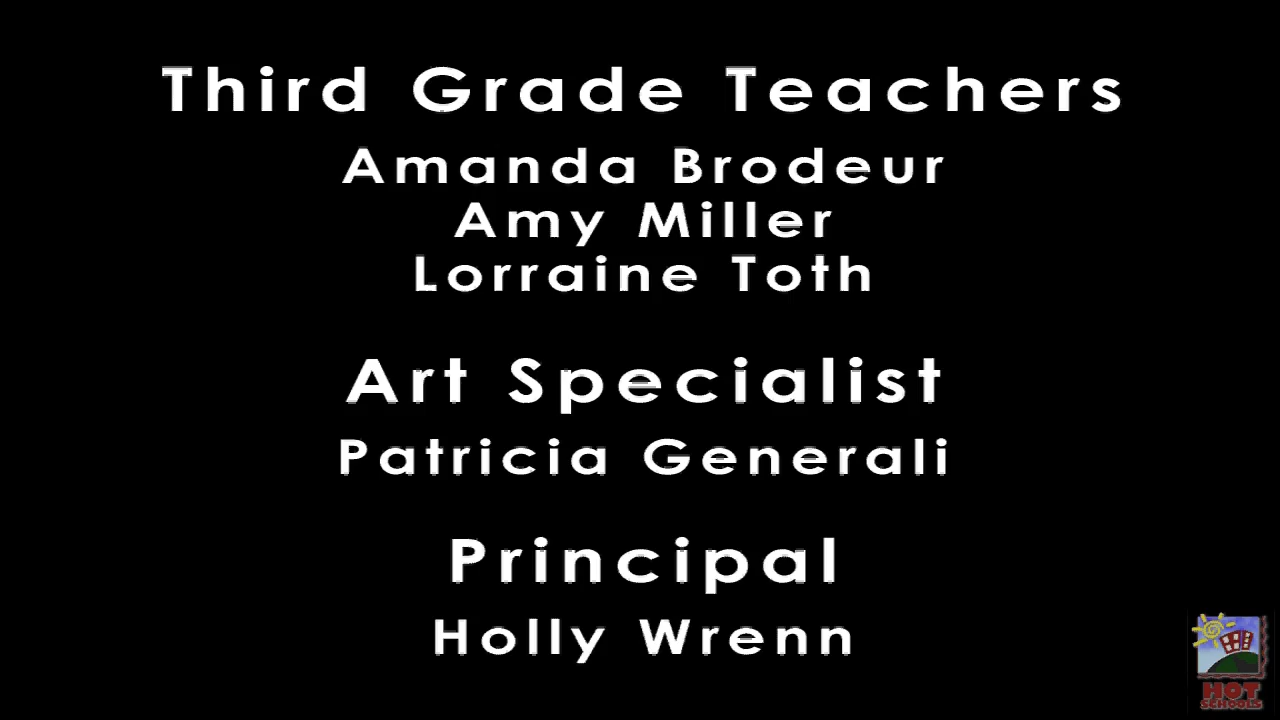 Third Grade Teachers
Amanda Brodeur
Amy Miller
Lorraine Toth
Art Specialist
Patricia Generali
Principal
Holly Wrenn
HOT
SCHOOLS